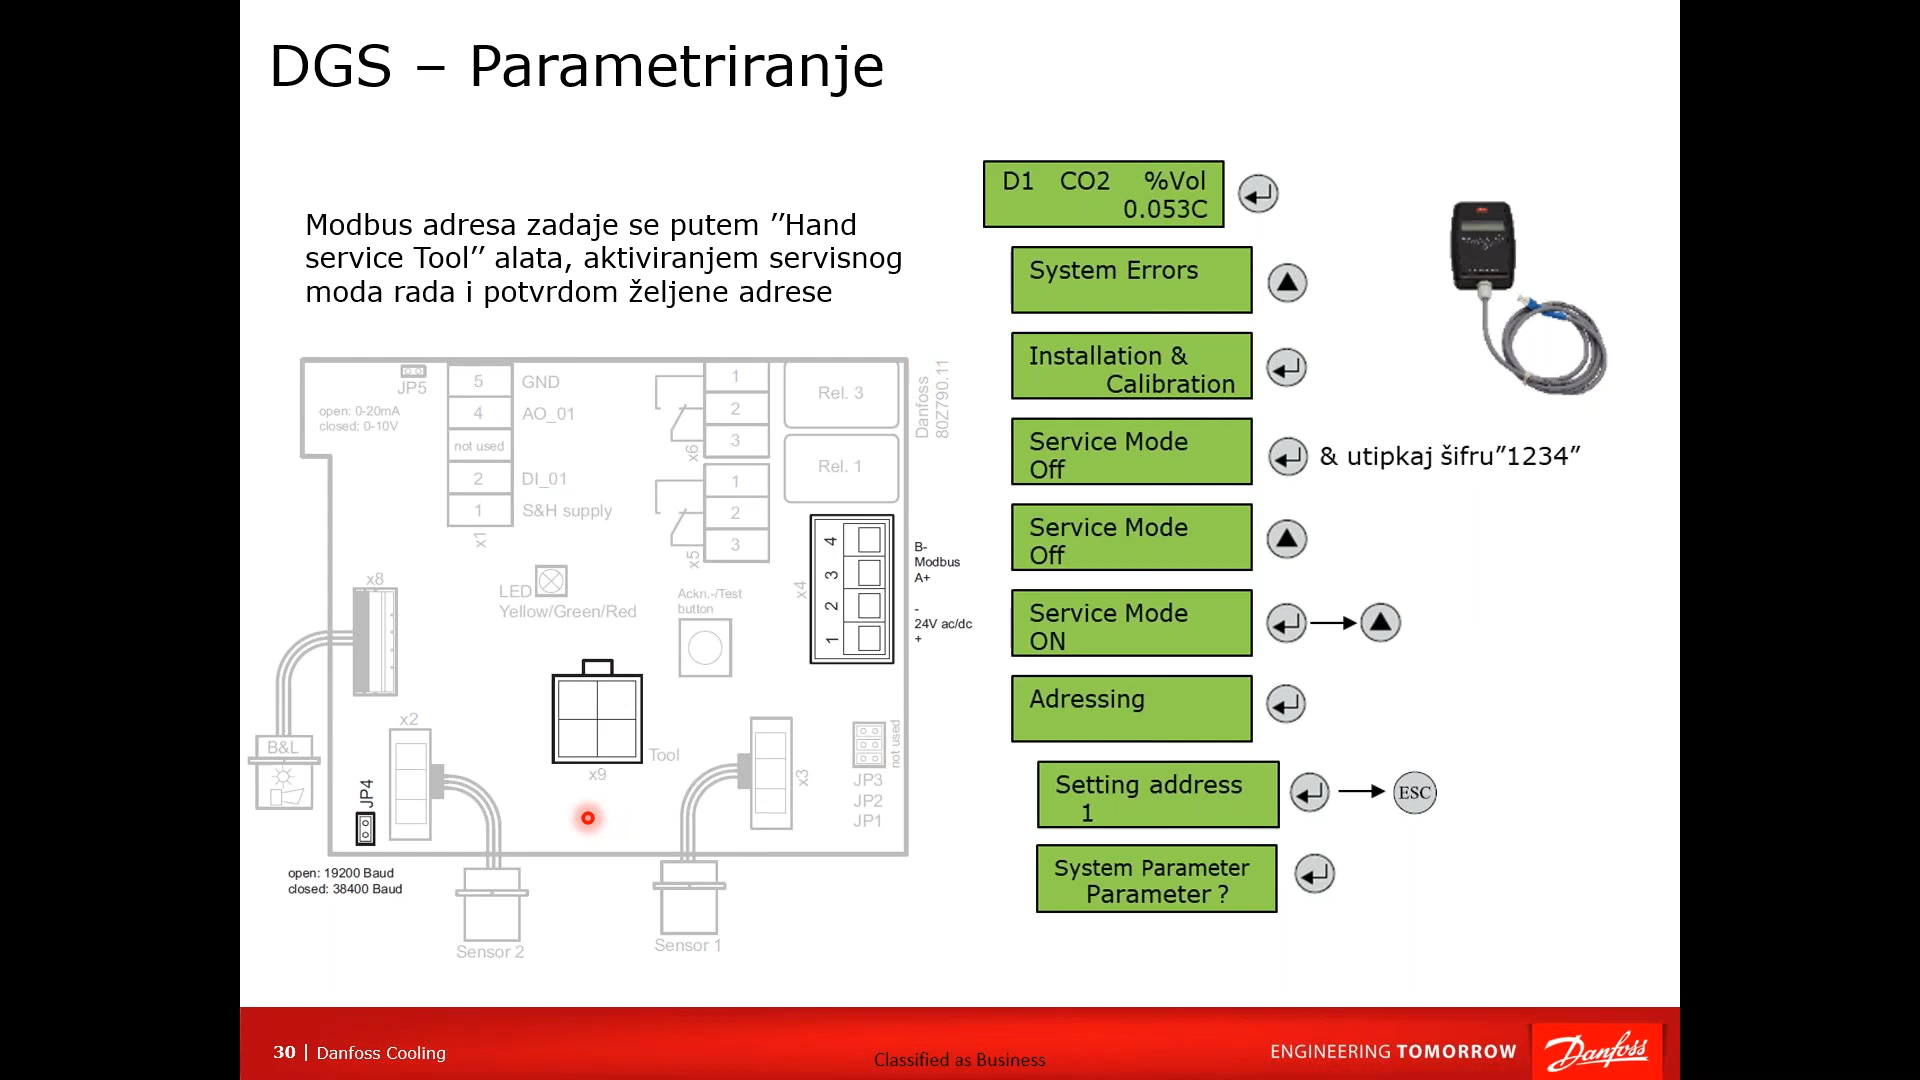 DGS – Parametriranje
Modbus adresa zadaje se putem ’’Hand
service Tool’’ alata, aktiviranjem servisnog
moda rada i potvrdom željene adrese
JP5
open: 0-20mA
closed: 0-10V
5 GND
4 AO_01
not used
2 DI_01
1 S&H supply
x1
1
2
3
x6
Rel. 3
Rel. 1
1
2
3
x5
Danfoss
80Z790.11
4
3
2
1
x4
B-
Modbus
A+
-
24V ac/dc
+
x8
LED
Yellow/Green/Red
Ackn.-/Test
button
B&L
x2
JP4
Tool
x9
x3
not used
JP3
JP2
JP1
open: 19200 Baud
closed: 38400 Baud
Sensor 2
Sensor 1
D1 CO2 %Vol
0.053C
System Errors
Installation &
Calibration
Service Mode
Off
& utipkaj šifru”1234”
Service Mode
Off
Service Mode
ON
Adressing
Setting address
1
ESC
System Parameter
Parameter ?
30 | Danfoss Cooling
Classified as Business
ENGINEERING TOMORROW
Danfoss